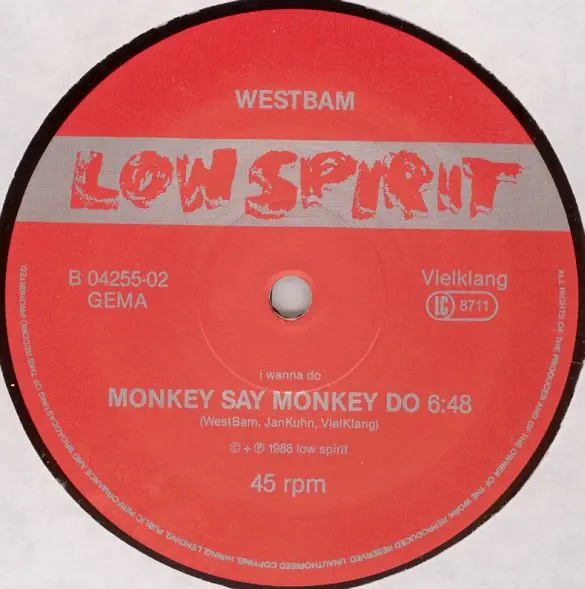 WESTBAM
LOW SPIRIT
B 04255-02
GEMA
Vielklang
LC 8711
i wanna do
MONKEY SAY MONKEY DO 6:48
(WestBam, JanKuhn, VielKlang)
© + ℗ 1988 low spirit
45 rpm
ALL RIGHTS OF THE PRODUCER AND OF THE OWNER OF THE WORK REPRODUCED RESERVED. UNAUTHORISED COPYING, HIRING, LENDING, PUBLIC PERFORMANCE AND BROADCASTING OF THIS RECORD PROHIBITED.